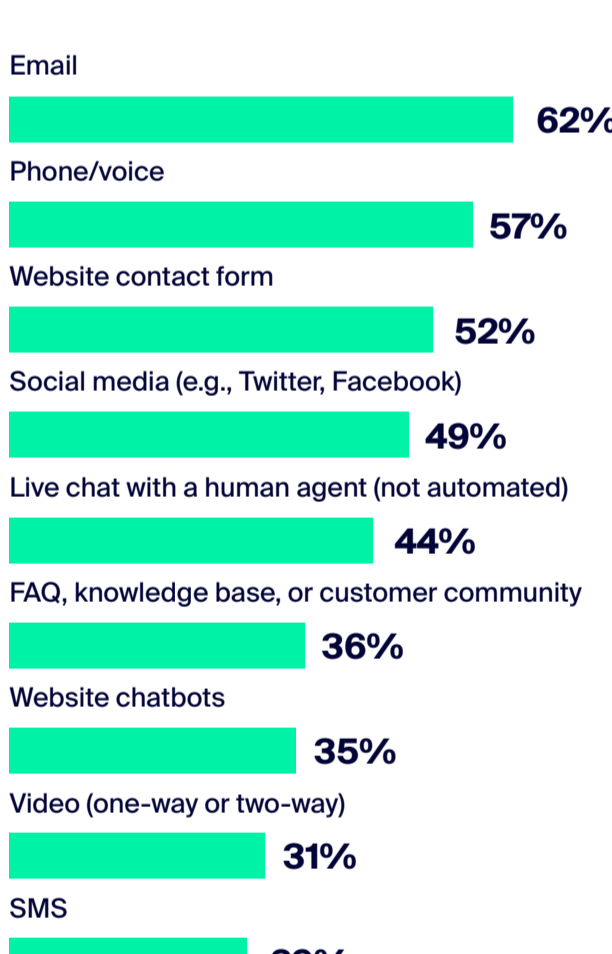 Email
62%
Phone/voice
57%
Website contact form
52%
Social media (e.g., Twitter, Facebook)
49%
Live chat with a human agent (not automated)
44%
FAQ, knowledge base, or customer community
36%
Website chatbots
35%
Video (one-way or two-way)
31%
SMS